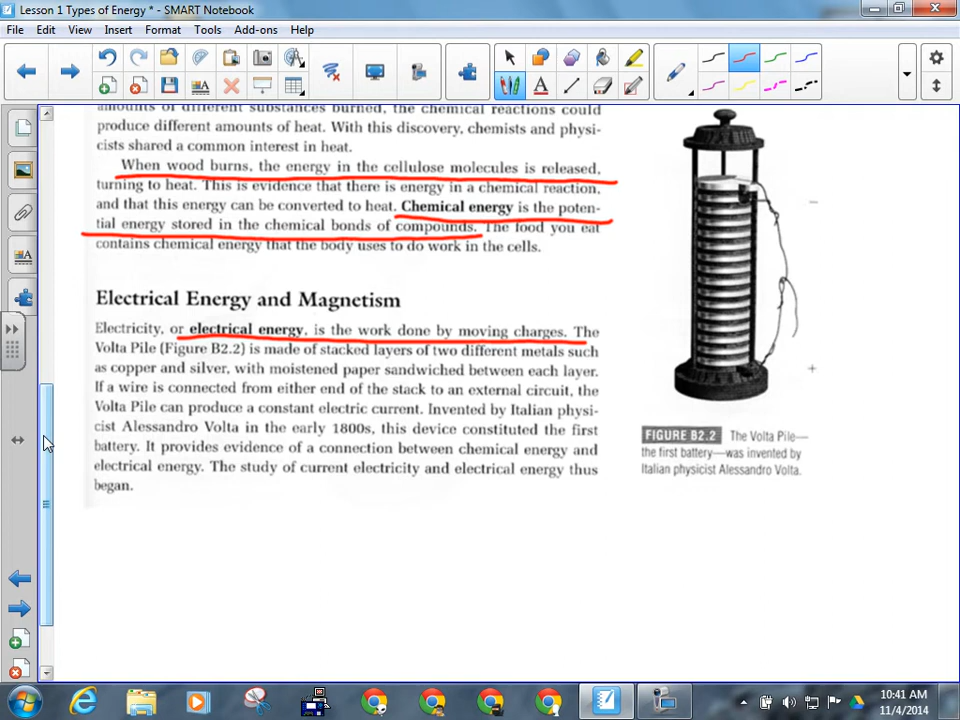 Lesson 1 Types of Energy * - SMART Notebook
File Edit View Insert Format Tools Add-ons Help
amounts of different substances burned, the chemical reactions could
produce different amounts of heat. With this discovery, chemists and physi-
cists shared a common interest in heat.
When wood burns, the energy in the cellulose molecules is released,
turning to heat. This is evidence that there is energy in a chemical reaction,
and that this energy can be converted to heat. Chemical energy is the poten-
tial energy stored in the chemical bonds of compounds. The food you eat
contains chemical energy that the body uses to do work in the cells.
Electrical Energy and Magnetism
Electricity, or electrical energy, is the work done by moving charges. The
Volta Pile (Figure B2.2) is made of stacked layers of two different metals such
as copper and silver, with moistened paper sandwiched between each layer.
If a wire is connected from either end of the stack to an external circuit, the
Volta Pile can produce a constant electric current. Invented by Italian physi-
cist Alessandro Volta in the early 1800s, this device constituted the first
battery. It provides evidence of a connection between chemical energy and
electrical energy. The study of current electricity and electrical energy thus
began.
–
+
FIGURE B2.2 The Volta Pile—
the first battery—was invented by
Italian physicist Alessandro Volta.
10:41 AM
11/4/2014